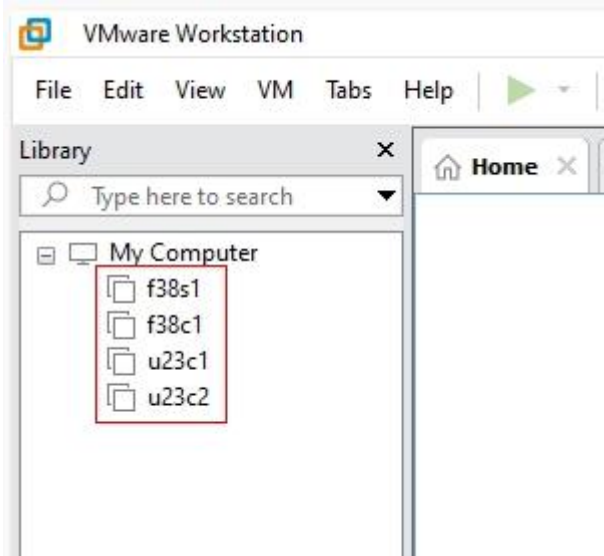 VMware Workstation
File Edit View VM Tabs Help
Library
Home
Type here to search
My Computer
f38s1
f38c1
u23c1
u23c2